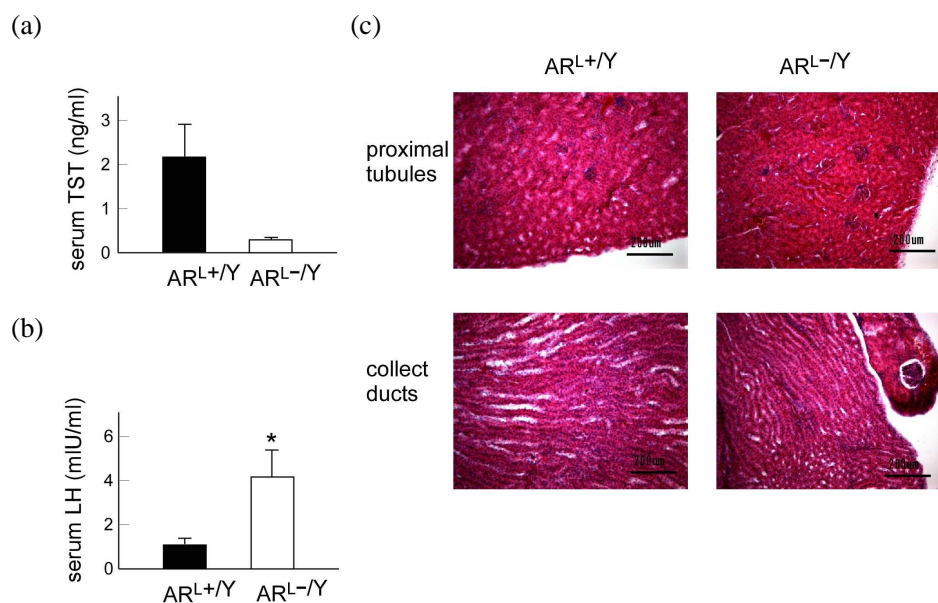 (a)
serum TST (ng/ml)
3
2
1
0
ARL+/Y ARL−/Y
(b)
serum LH (mIU/ml)
6
4
2
0
*
ARL+/Y ARL−/Y
(c)
ARL+/Y ARL−/Y
proximal
tubules
200um
200um
collect
ducts
200um
200um